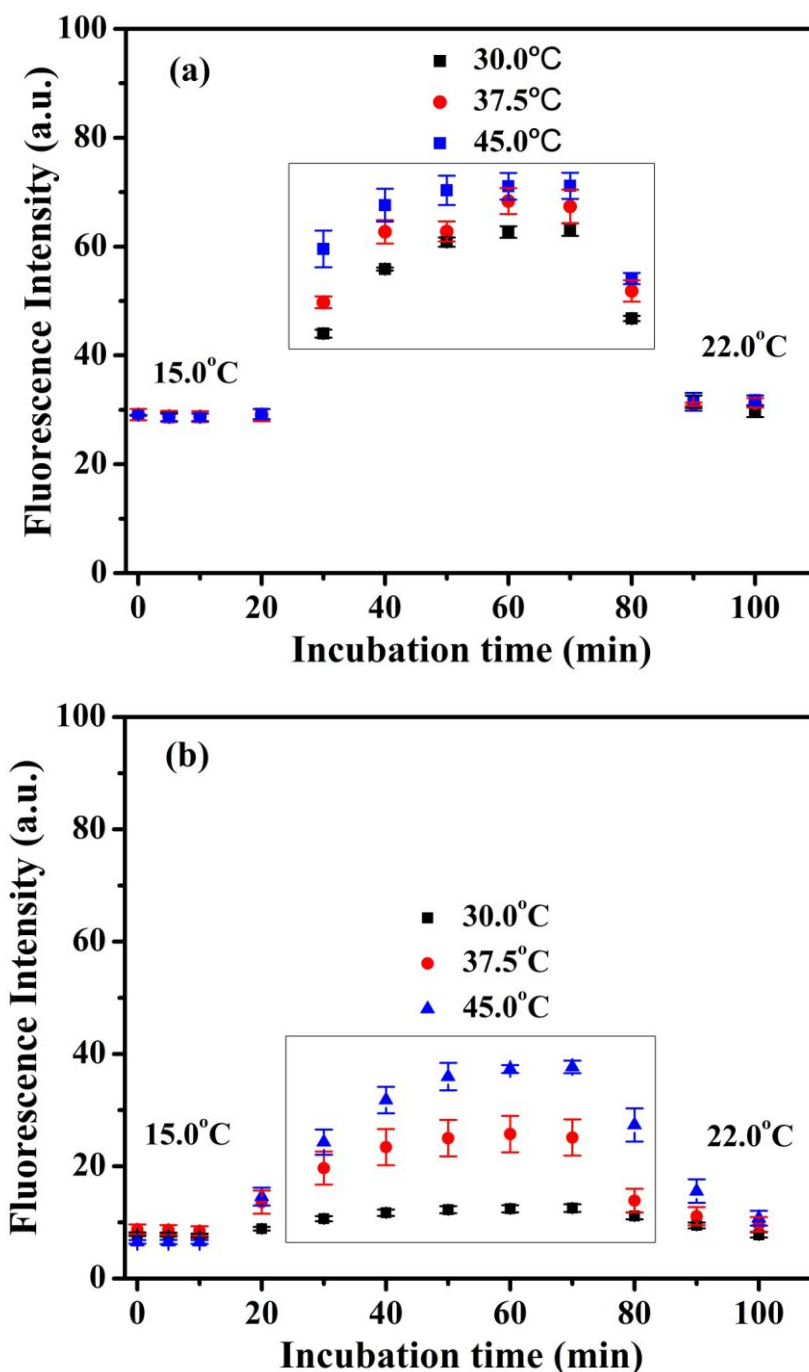 100
80
60
40
20
0
Fluorescence Intensity (a.u.)
(a)
30.0℃
37.5℃
45.0℃
15.0°C
22.0°C
0 20 40 60 80 100
Incubation time (min)
100
80
60
40
20
0
Fluorescence Intensity (a.u.)
(b)
30.0°C
37.5°C
45.0°C
15.0°C
22.0°C
0 20 40 60 80 100
Incubation time (min)